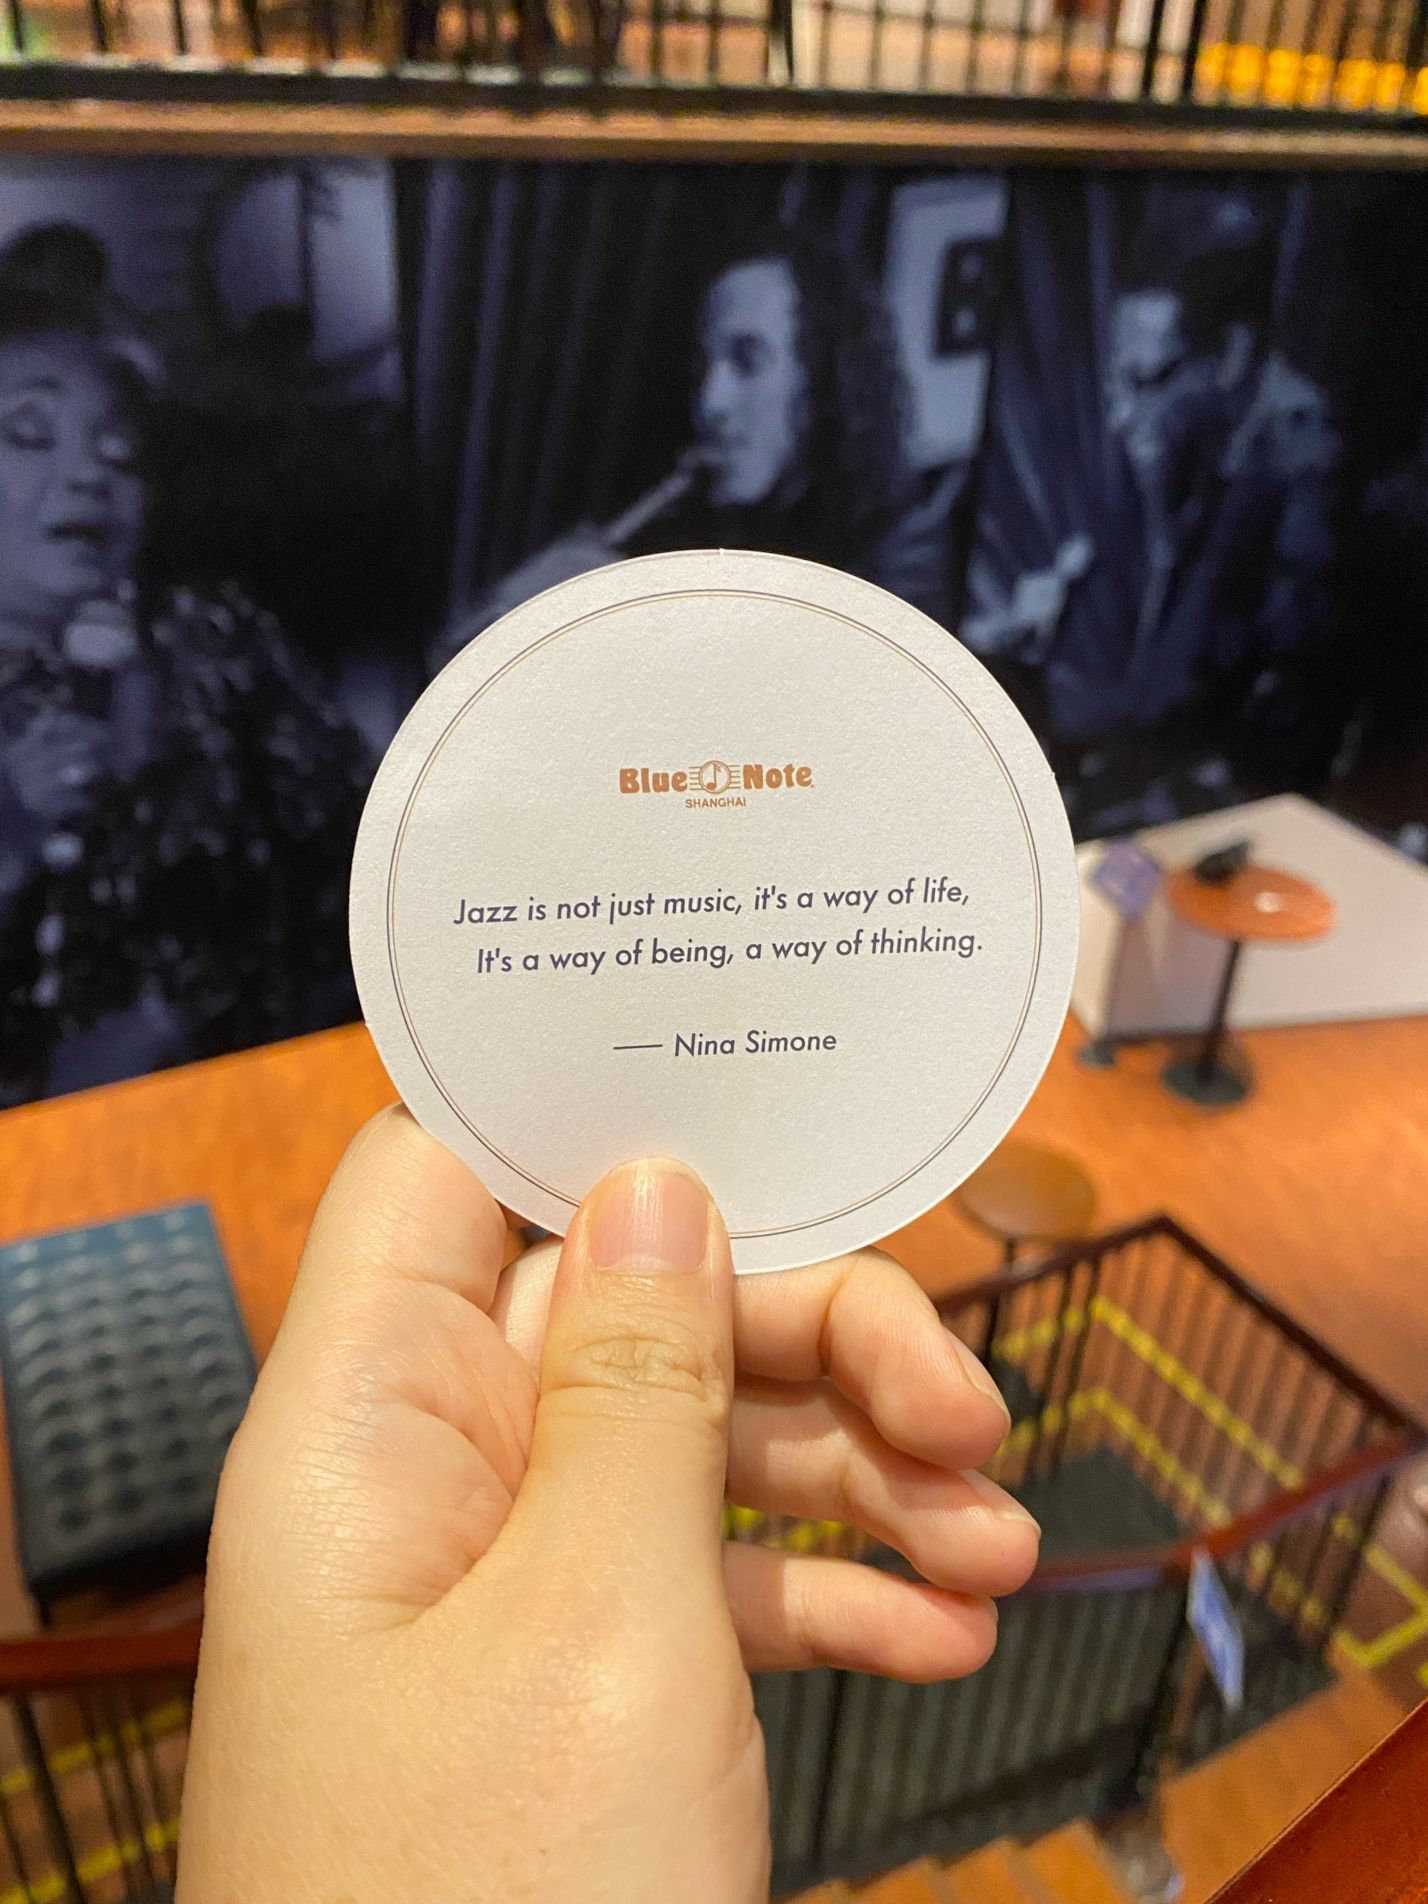 Blue Note
SHANGHAI
Jazz is not just music, it's a way of life,
It's a way of being, a way of thinking.
— Nina Simone